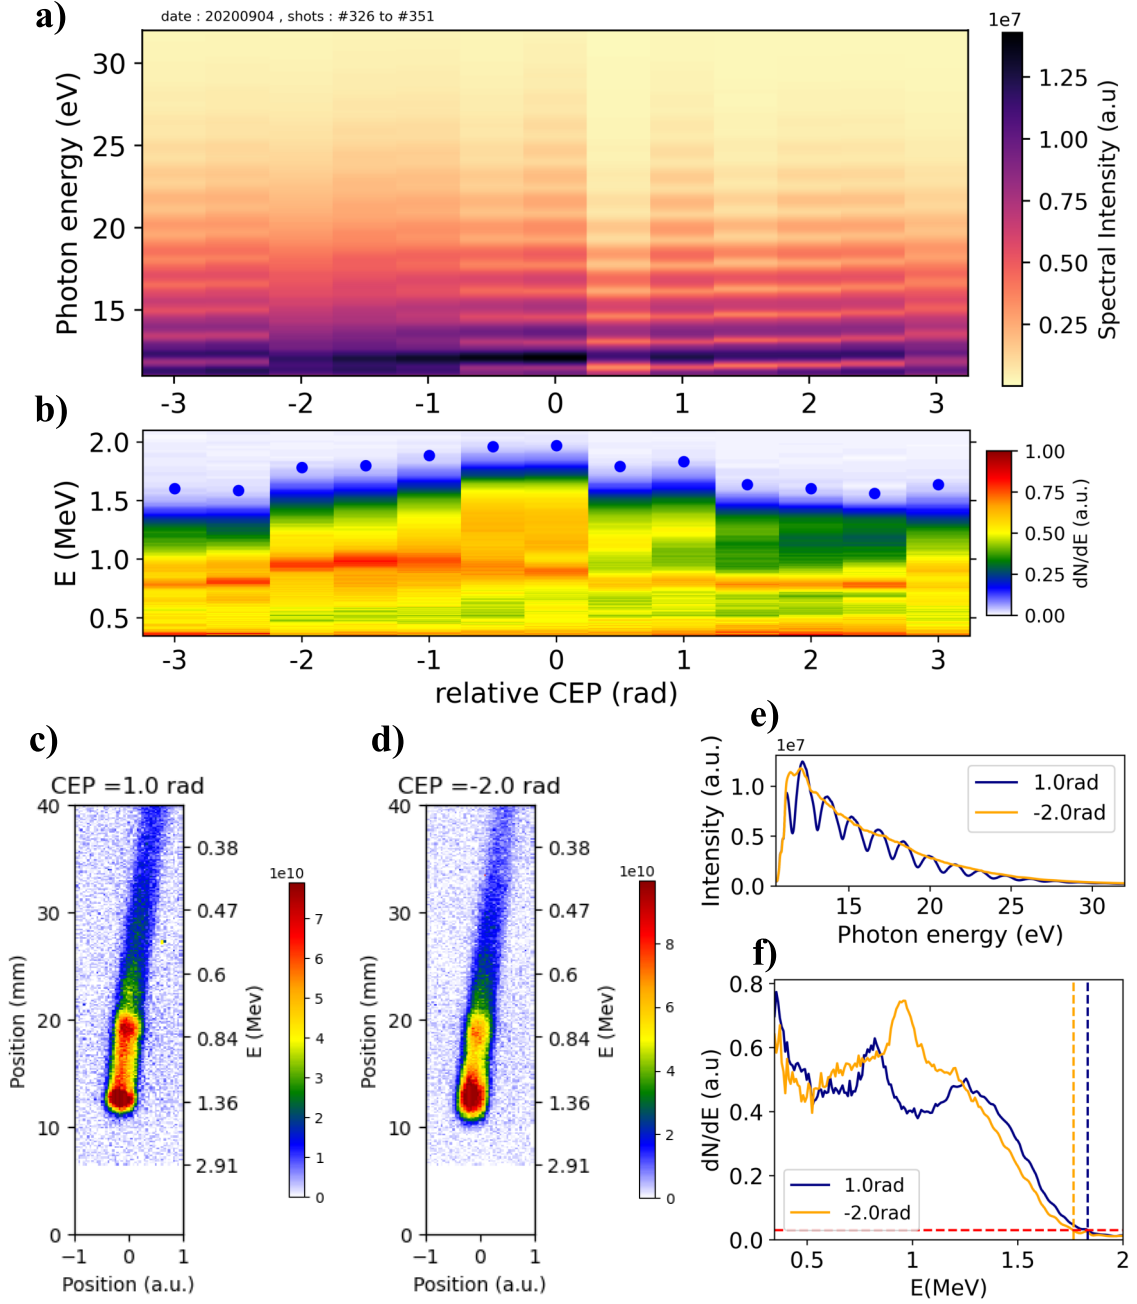 a)
date : 20200904 , shots : #326 to #351
1e7
Photon energy (eV)
30
25
20
15
-3 -2 -1 0 1 2 3
1.25
1.00
0.75
0.50
0.25
Spectral Intensity (a.u)
b)
E (MeV)
2.0
1.5
1.0
0.5
-3 -2 -1 0 1 2 3
relative CEP (rad)
1.00
0.75
0.50
0.25
0.00
dN/dE (a.u.)
c)
CEP =1.0 rad
Position (mm)
40
30
20
10
0
0.38
0.47
0.6
0.84
1.36
2.91
E (Mev)
−1 0 1
Position (a.u.)
1e10
7
6
5
4
3
2
1
0
d)
CEP =-2.0 rad
Position (mm)
40
30
20
10
0
0.38
0.47
0.6
0.84
1.36
2.91
E (Mev)
−1 0 1
Position (a.u.)
1e10
8
6
4
2
0
e)
1e7
Intensity (a.u.)
1.0
0.5
0.0
1.0rad
-2.0rad
15 20 25 30
Photon energy (eV)
f)
dN/dE (a.u)
0.8
0.6
0.4
0.2
0.0
1.0rad
-2.0rad
0.5 1 1.5 2
E(MeV)